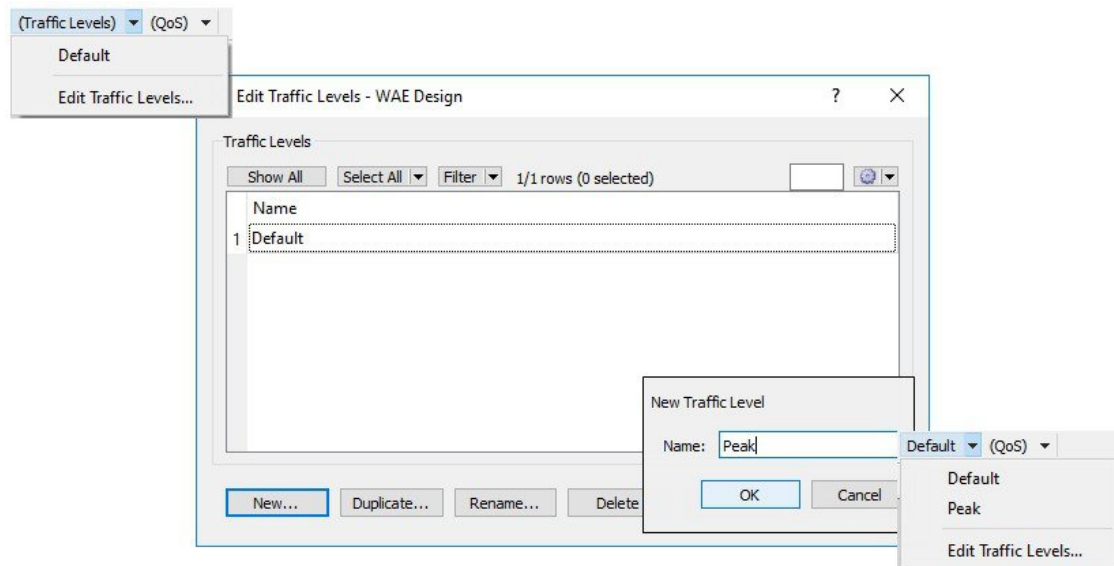 (Traffic Levels) (QoS)
Default
Edit Traffic Levels...
Edit Traffic Levels - WAE Design ? ×
Traffic Levels
Show All Select All Filter 1/1 rows (0 selected)
Name
1 Default
New Traffic Level
Name: Peak
OK Cancel
New... Duplicate... Rename... Delete
Default (QoS)
Default
Peak
Edit Traffic Levels...